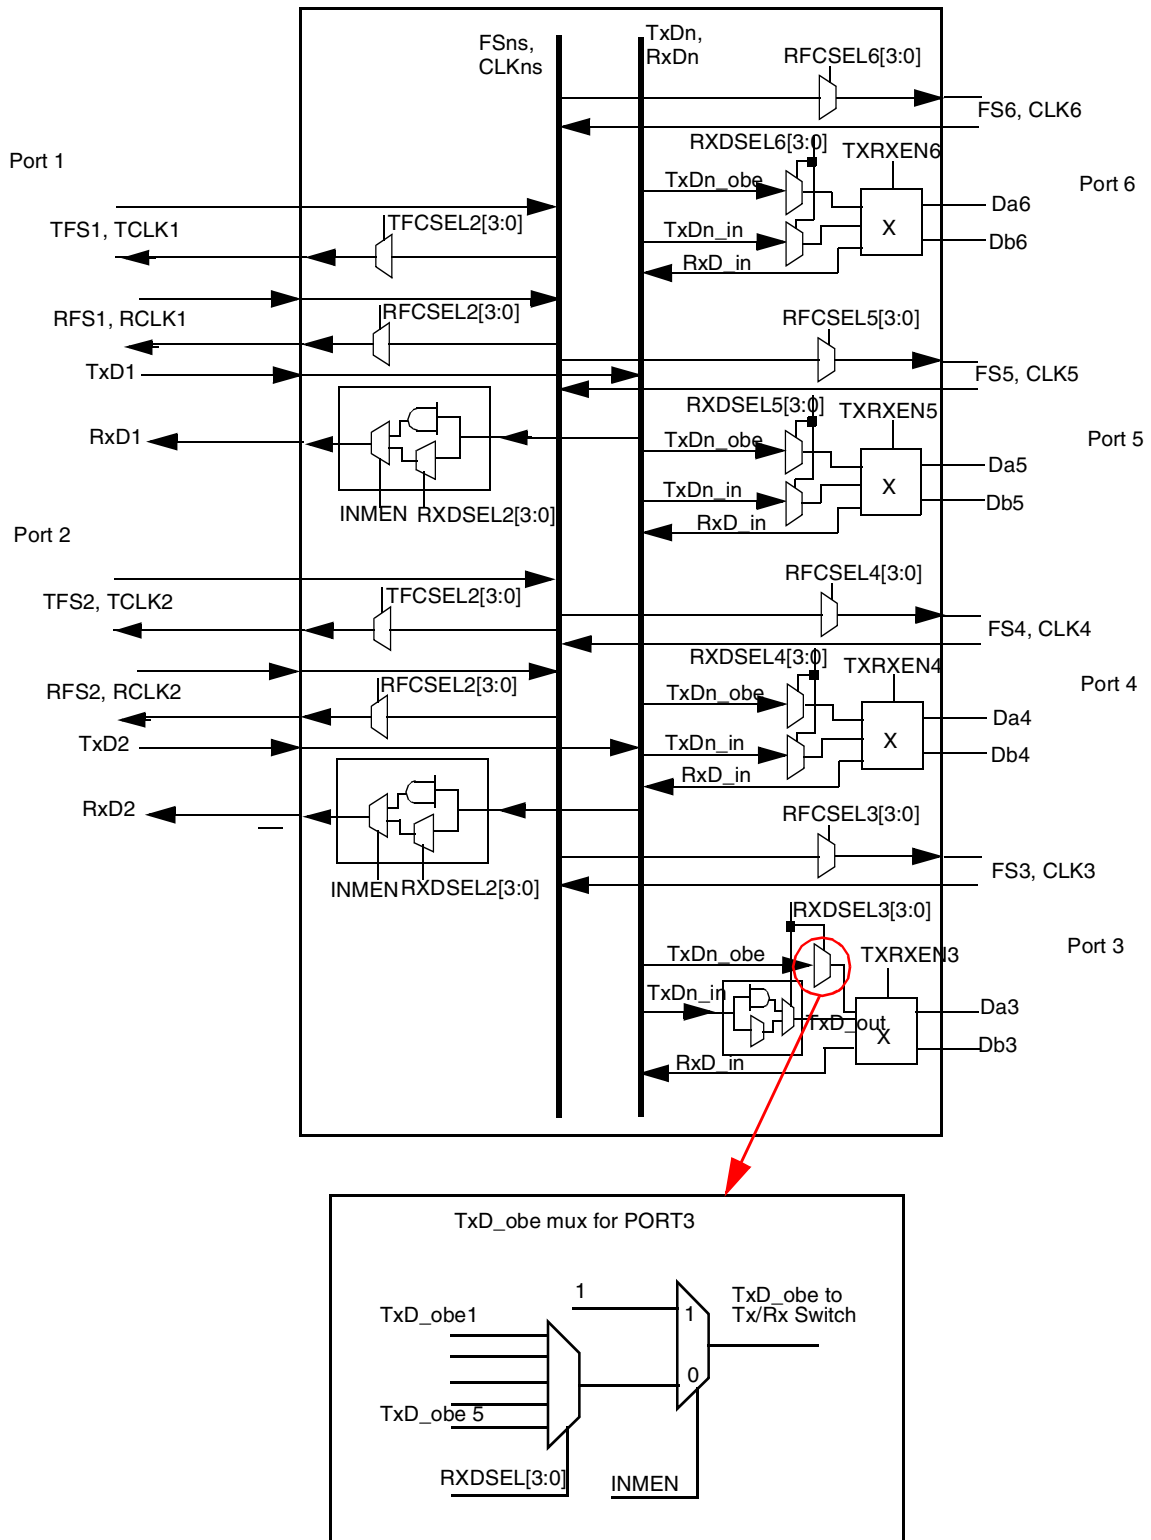 FSns,
CLKns
TxDn,
RxDn
RFCSEL6[3:0]
FS6, CLK6
RXDSEL6[3:0]
TXRXEN6
Port 1
Port 6
TxDn_obe
Da6
TFS1, TCLK1
TFCSEL2[3:0]
TxDn_in
X
Db6
RxD_in
RFS1, RCLK1
RFCSEL2[3:0]
RFCSEL5[3:0]
TxD1
FS5, CLK5
RXDSEL5[3:0]
TXRXEN5
RxD1
TxDn_obe
Port 5
Da5
TxDn_in
X
Db5
INMEN
RXDSEL2[3:0]
RxD_in
Port 2
RFCSEL4[3:0]
TFS2, TCLK2
TFCSEL2[3:0]
FS4, CLK4
RXDSEL4[3:0]
TXRXEN4
RFS2, RCLK2
RFCSEL2[3:0]
TxDn_obe
Port 4
Da4
TxD2
TxDn_in
X
Db4
RxD_in
RxD2
RFCSEL3[3:0]
INMEN
RXDSEL2[3:0]
FS3, CLK3
RXDSEL3[3:0]
TxDn_obe
TXRXEN3
Port 3
TxDn_in
Da3
TxD_out
X
Db3
RxD_in
TxD_obe mux for PORT3
1
TxD_obe to
Tx/Rx Switch
TxD_obe1
1
0
TxD_obe 5
RXDSEL[3:0]
INMEN